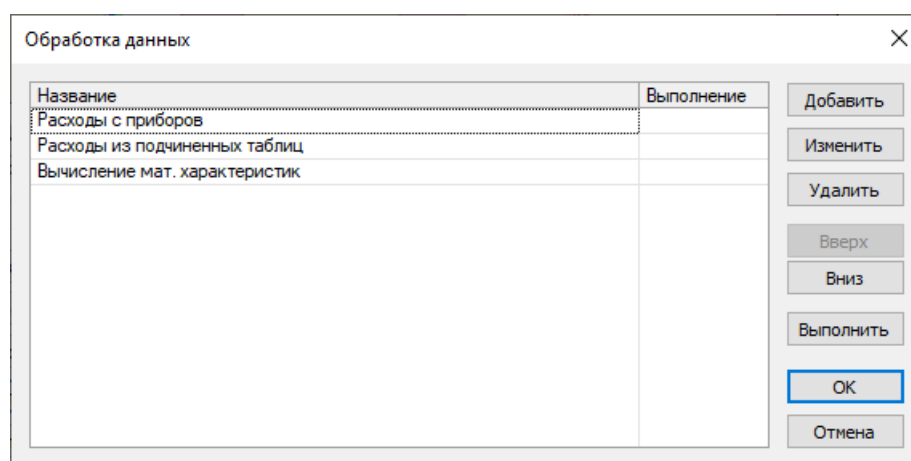 Обработка данных
Название Выполнение
Расходы с приборов
Расходы из подчиненных таблиц
Вычисление мат. характеристик
Добавить
Изменить
Удалить
Вверх
Вниз
Выполнить
ОК
Отмена